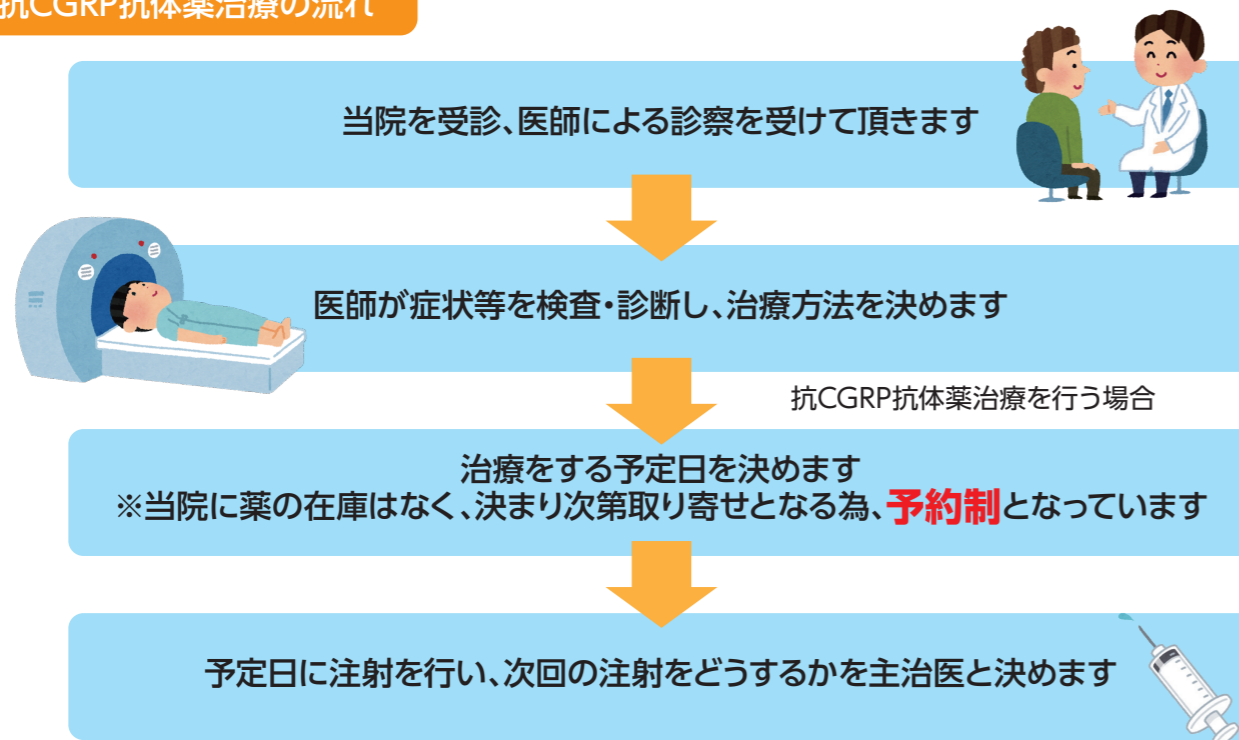 抗CGRP抗体薬治療の流れ
当院を受診、医師による診察を受けて頂きます
医師が症状等を検査・診断し、治療方法を決めます
抗CGRP抗体薬治療を行う場合
治療をする予定日を決めます
※当院に薬の在庫はなく、決まり次第取り寄せとなる為、予約制となっています
予定日に注射を行い、次回の注射をどうするかを主治医と決めます